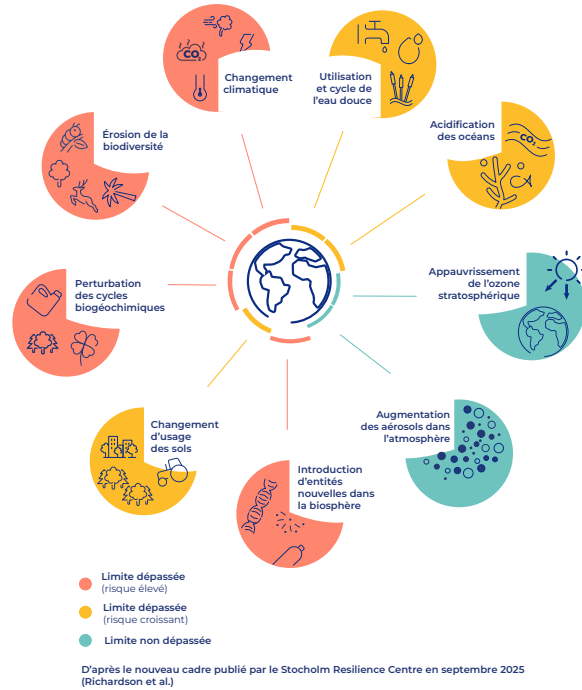 CO₂
Changement
climatique
Utilisation
et cycle de
l'eau douce
Acidification
des océans
CO₂
Érosion de la
biodiversité
Appauvrissement
de l'ozone
stratosphérique
Perturbation
des cycles
biogéochimiques
Changement
d'usage
des sols
Augmentation
des aérosols dans
l'atmosphère
Introduction
d'entités
nouvelles dans
la biosphère
Limite dépassée
(risque élevé)
Limite dépassée
(risque croissant)
Limite non dépassée
D'après le nouveau cadre publié par le Stocholm Resilience Centre en septembre 2025
(Richardson et al.)